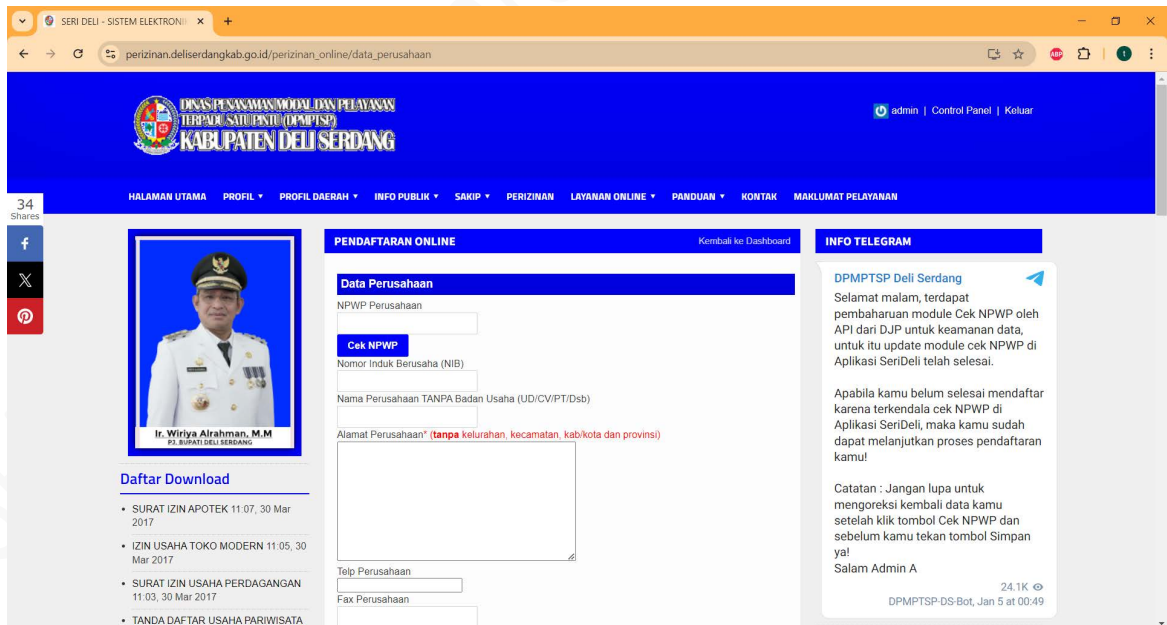 SERI DELI - SISTEM ELEKTRONI
perizinan.deliserdangkab.go.id/perizinan_online/data_perusahaan
ABP
1
DINAS PENANAMAN MODAL DAN PELAYANAN
TERPADU SATU PINTU (DPMPTSP)
KABUPATEN DELI SERDANG
admin | Control Panel | Keluar
HALAMAN UTAMA PROFIL PROFIL DAERAH INFO PUBLIK SAKIP PERIZINAN LAYANAN ONLINE PANDUAN KONTAK MAKLUMAT PELAYANAN
34
Shares
Ir. Wiriya Alrahman, M.M
PJ. BUPATI DELI SERDANG
Daftar Download
• SURAT IZIN APOTEK 11:07, 30 Mar
2017
• IZIN USAHA TOKO MODERN 11:05, 30
Mar 2017
• SURAT IZIN USAHA PERDAGANGAN
11:03, 30 Mar 2017
• TANDA DAFTAR USAHA PARIWISATA
PENDAFTARAN ONLINE
Kembali ke Dashboard
Data Perusahaan
NPWP Perusahaan
Cek NPWP
Nomor Induk Berusaha (NIB)
Nama Perusahaan TANPA Badan Usaha (UD/CV/PT/Dsb)
Alamat Perusahaan* (tanpa kelurahan, kecamatan, kab/kota dan provinsi)
Telp Perusahaan
Fax Perusahaan
INFO TELEGRAM
DPMPTSP Deli Serdang
Selamat malam, terdapat
pembaharuan module Cek NPWP oleh
API dari DJP untuk keamanan data,
untuk itu update module cek NPWP di
Aplikasi SeriDeli telah selesai.
Apabila kamu belum selesai mendaftar
karena terkendala cek NPWP di
Aplikasi SeriDeli, maka kamu sudah
dapat melanjutkan proses pendaftaran
kamu!
Catatan : Jangan lupa untuk
mengoreksi kembali data kamu
setelah klik tombol Cek NPWP dan
sebelum kamu tekan tombol Simpan
ya!
Salam Admin A
24.1K
DPMPTSP-DS-Bot, Jan 5 at 00:49